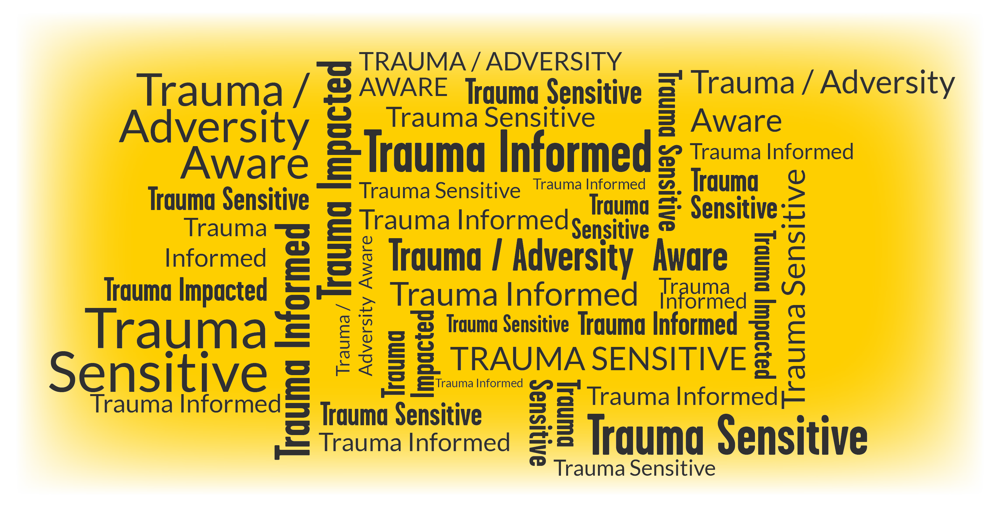 Trauma /
Adversity
Aware
Trauma Sensitive
Trauma
Informed
Trauma Impacted
Trauma
Sensitive
Trauma Informed
Trauma Informed
Trauma Impacted
Trauma /
Adversity Aware
TRAUMA / ADVERSITY
AWARE
Trauma Sensitive
Trauma Sensitive
Trauma Informed
Trauma Sensitive
Trauma Informed
Trauma Informed
Trauma
Sensitive
Trauma / Adversity Aware
Trauma Informed
Trauma
Informed
Trauma
Impacted
Trauma Sensitive
Trauma Informed
TRAUMA SENSITIVE
Trauma Informed
Trauma Sensitive
Trauma Informed
Trauma
Sensitive
Trauma Informed
Trauma Sensitive
Trauma Sensitive
Trauma Sensitive
Trauma / Adversity
Aware
Trauma Informed
Trauma
Sensitive
Trauma Impacted
Trauma Sensitive